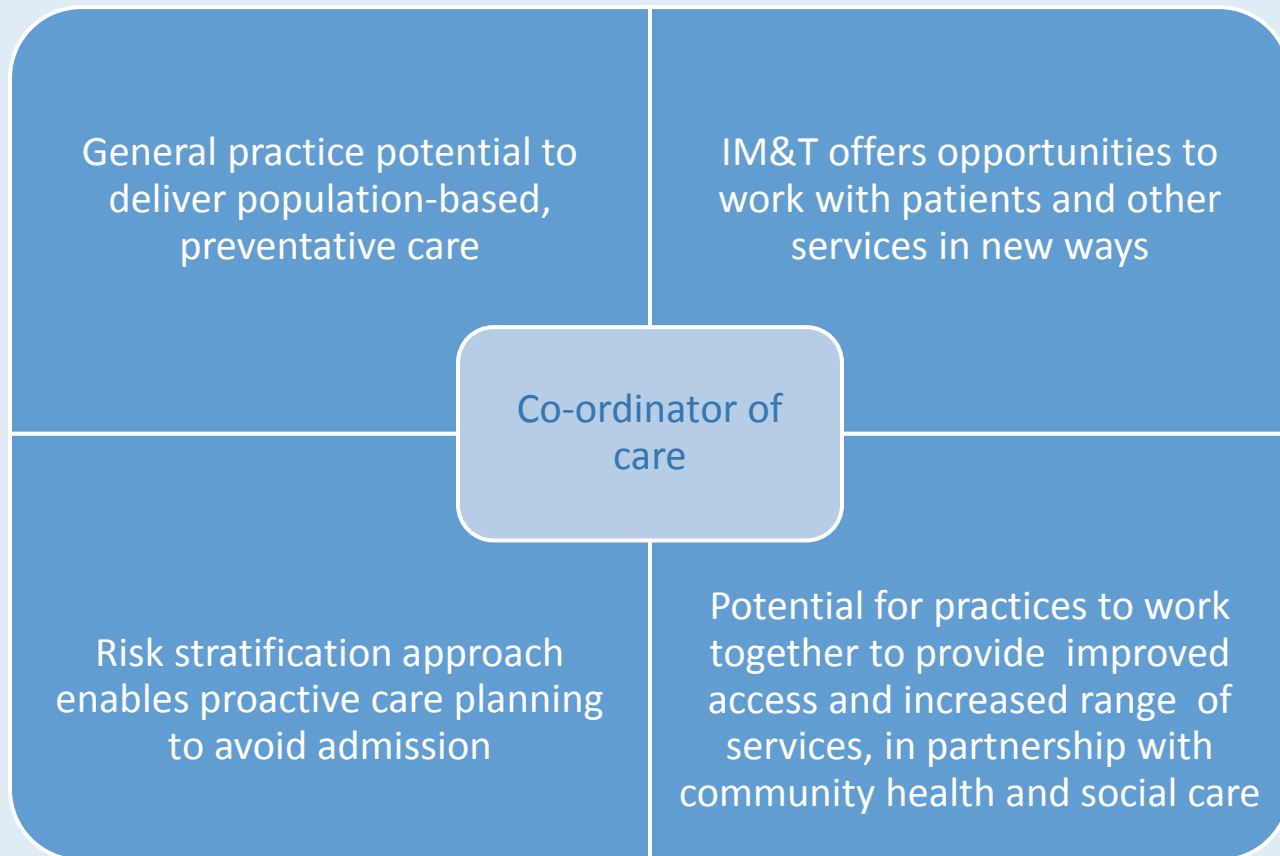 General practice potential to
deliver population-based,
preventative care
IM&T offers opportunities to
work with patients and other
services in new ways
Co-ordinator of
care
Risk stratification approach
enables proactive care planning
to avoid admission
Potential for practices to work
together to provide  improved
access and increased range  of
services, in partnership with
community health and social care